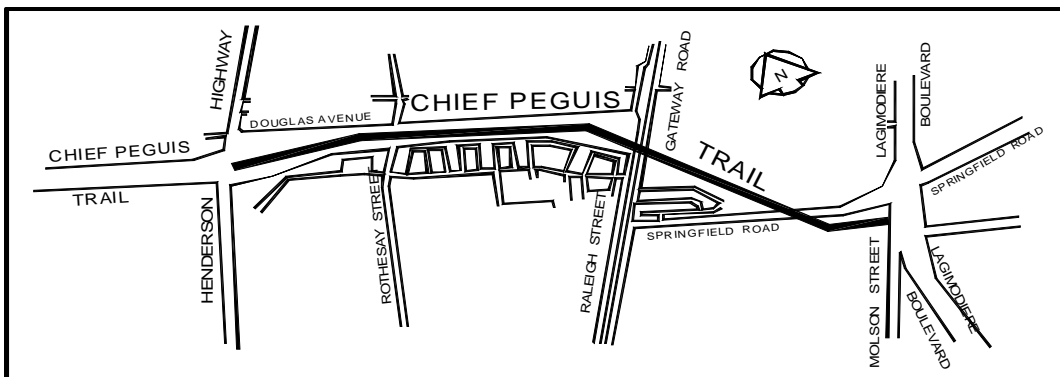 HIGHWAY
HENDERSON
CHIEF PEGUIS
TRAIL
DOUGLAS AVENUE
CHIEF PEGUIS
TRAIL
ROTHESAY STREET
RALEIGH STREET
GATEWAY ROAD
N
SPRINGFIELD ROAD
MOLSON STREET
LAGIMODIERE
BOULEVARD
SPRINGFIELD ROAD
LAGIMODIERE
BOULEVARD